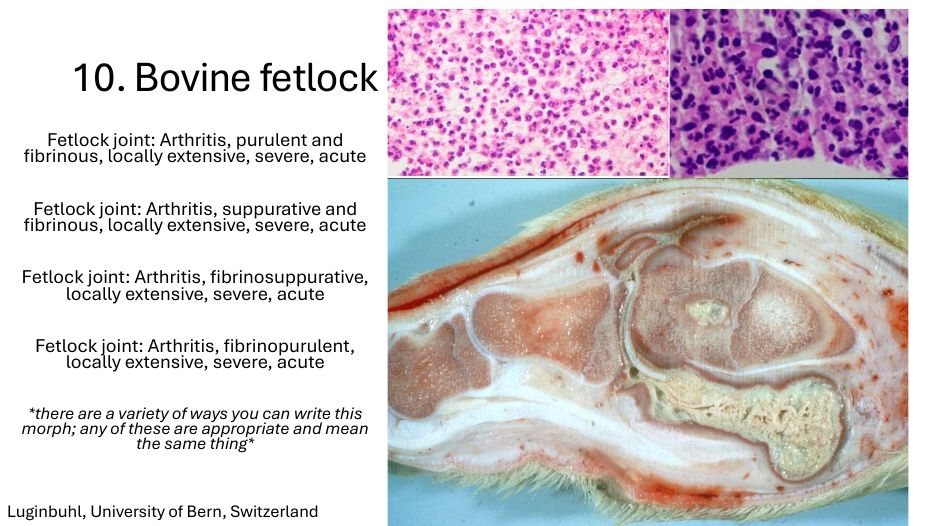 10. Bovine fetlock
Fetlock joint: Arthritis, purulent and
fibrinous, locally extensive, severe, acute
Fetlock joint: Arthritis, suppurative and
fibrinous, locally extensive, severe, acute
Fetlock joint: Arthritis, fibrinosuppurative,
locally extensive, severe, acute
Fetlock joint: Arthritis, fibrinopurulent,
locally extensive, severe, acute
*there are a variety of ways you can write this
morph; any of these are appropriate and mean
the same thing*
Luginbuhl, University of Bern, Switzerland